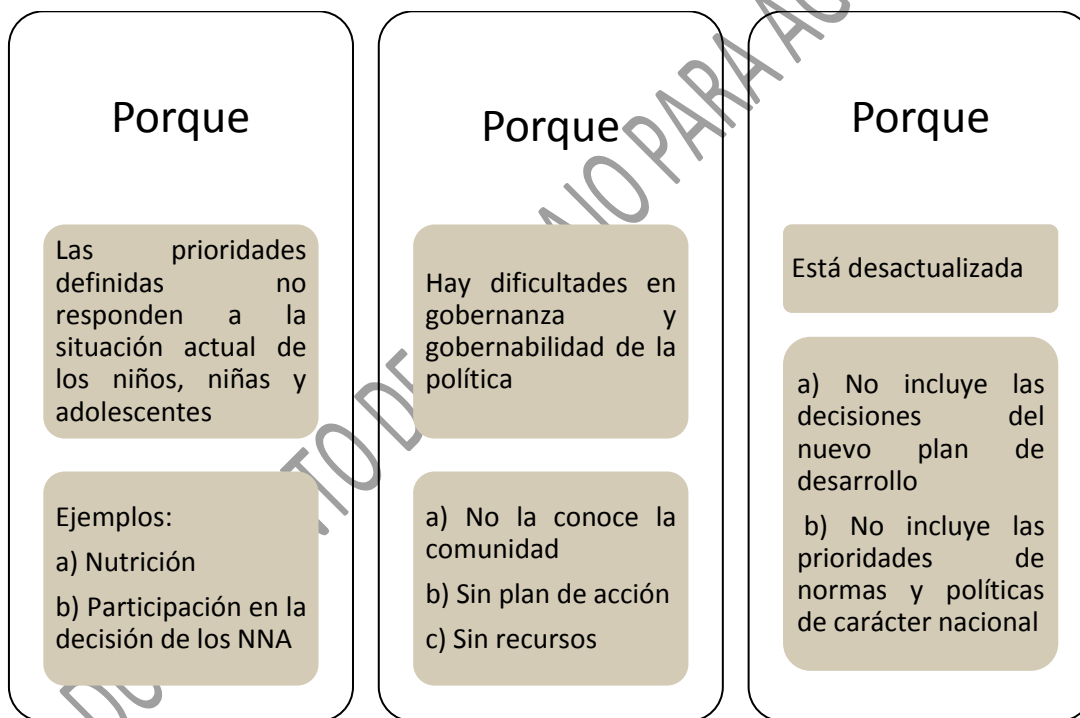 Porque
Las prioridades
definidas no
responden a la
situación actual de
los niños, niñas y
adolescentes
Ejemplos:
a) Nutrición
b) Participación en la
decisión de los NNA
Porque
Hay dificultades en
gobernanza y
gobernabilidad de la
política
a) No la conoce la
comunidad
b) Sin plan de acción
c) Sin recursos
Porque
Está desactualizada
a) No incluye las
decisiones del
nuevo plan de
desarrollo
b) No incluye las
prioridades de
normas y políticas
de carácter nacional